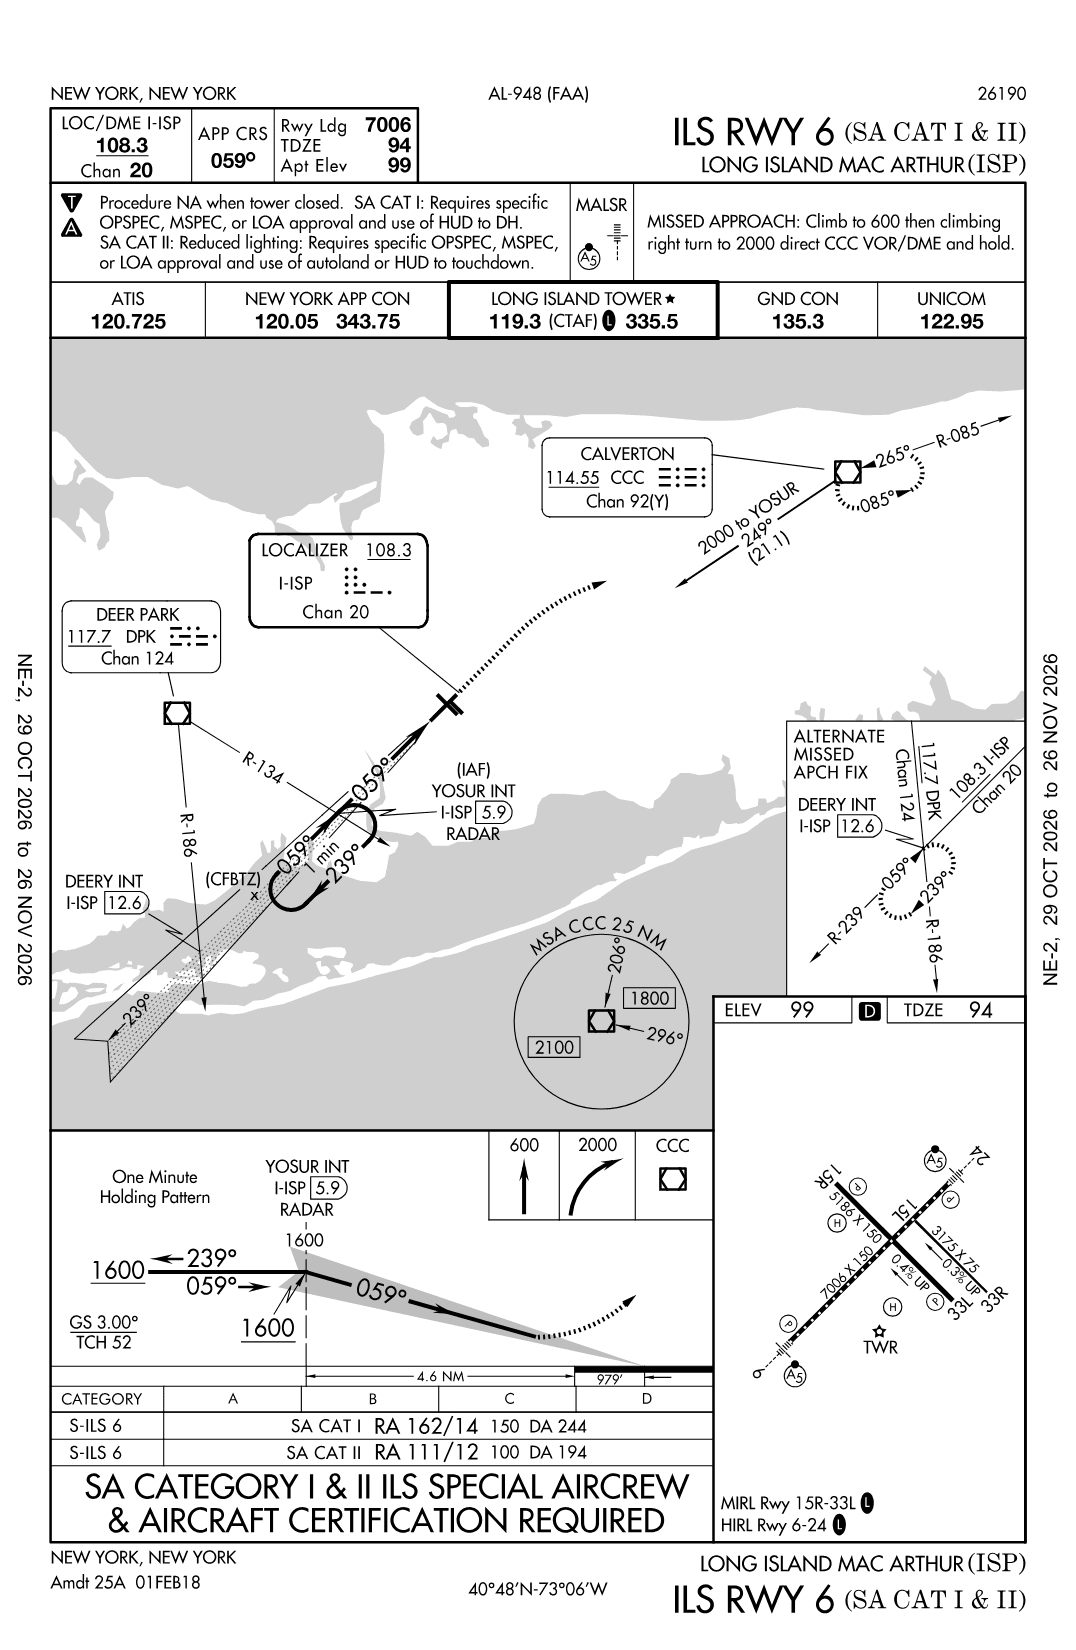 NEW YORK, NEW YORK
AL-948 (FAA)
26190
LOC/DME I-ISP
108.3
Chan 20
APP CRS
059°
Rwy Ldg 7006
TDZE 94
Apt Elev 99
ILS RWY 6 (SA CAT I & II)
LONG ISLAND MAC ARTHUR (ISP)
T
A
Procedure NA when tower closed. SA CAT I: Requires specific
OPSPEC, MSPEC, or LOA approval and use of HUD to DH.
SA CAT II: Reduced lighting: Requires specific OPSPEC, MSPEC,
or LOA approval and use of autoland or HUD to touchdown.
MALSR
A5
MISSED APPROACH: Climb to 600 then climbing
right turn to 2000 direct CCC VOR/DME and hold.
ATIS
120.725
NEW YORK APP CON
120.05 343.75
LONG ISLAND TOWER★
119.3 (CTAF) L 335.5
GND CON
135.3
UNICOM
122.95
CALVERTON
114.55 CCC
Chan 92(Y)
265°
R-085
085°
2000 to YOSUR
249°
(21.1)
LOCALIZER 108.3
I-ISP
Chan 20
DEER PARK
117.7 DPK
Chan 124
R-134
R-186
059°
(IAF)
YOSUR INT
I-ISP 5.9
RADAR
059°
1 min
239°
(CFBTZ)
x
DEERY INT
I-ISP 12.6
239°
MSA CCC 25 NM
206°
1800
296°
2100
ALTERNATE
MISSED
APCH FIX
117.7 DPK
Chan 124
108.3 I-ISP
Chan 20
DEERY INT
I-ISP 12.6
059°
239°
R-239
R-186
NE-2, 29 OCT 2026 to 26 NOV 2026
NE-2, 29 OCT 2026 to 26 NOV 2026
ELEV 99
D
TDZE 94
A5
24
15R
P
P
5186 X 150
H
15L
3175 X 75
0.3% UP
7006 X 150
0.4% UP
P
33L
33R
H
P
TWR
6
A5
MIRL Rwy 15R-33L L
HIRL Rwy 6-24 L
One Minute
Holding Pattern
YOSUR INT
I-ISP 5.9
RADAR
1600
600
2000
CCC
239°
1600
059°
059°
1600
GS 3.00°
TCH 52
4.6 NM
979'
CATEGORY A B C D
S-ILS 6 SA CAT I RA 162/14 150 DA 244
S-ILS 6 SA CAT II RA 111/12 100 DA 194
SA CATEGORY I & II ILS SPECIAL AIRCREW
& AIRCRAFT CERTIFICATION REQUIRED
NEW YORK, NEW YORK
Amdt 25A 01FEB18
40°48'N-73°06'W
LONG ISLAND MAC ARTHUR (ISP)
ILS RWY 6 (SA CAT I & II)